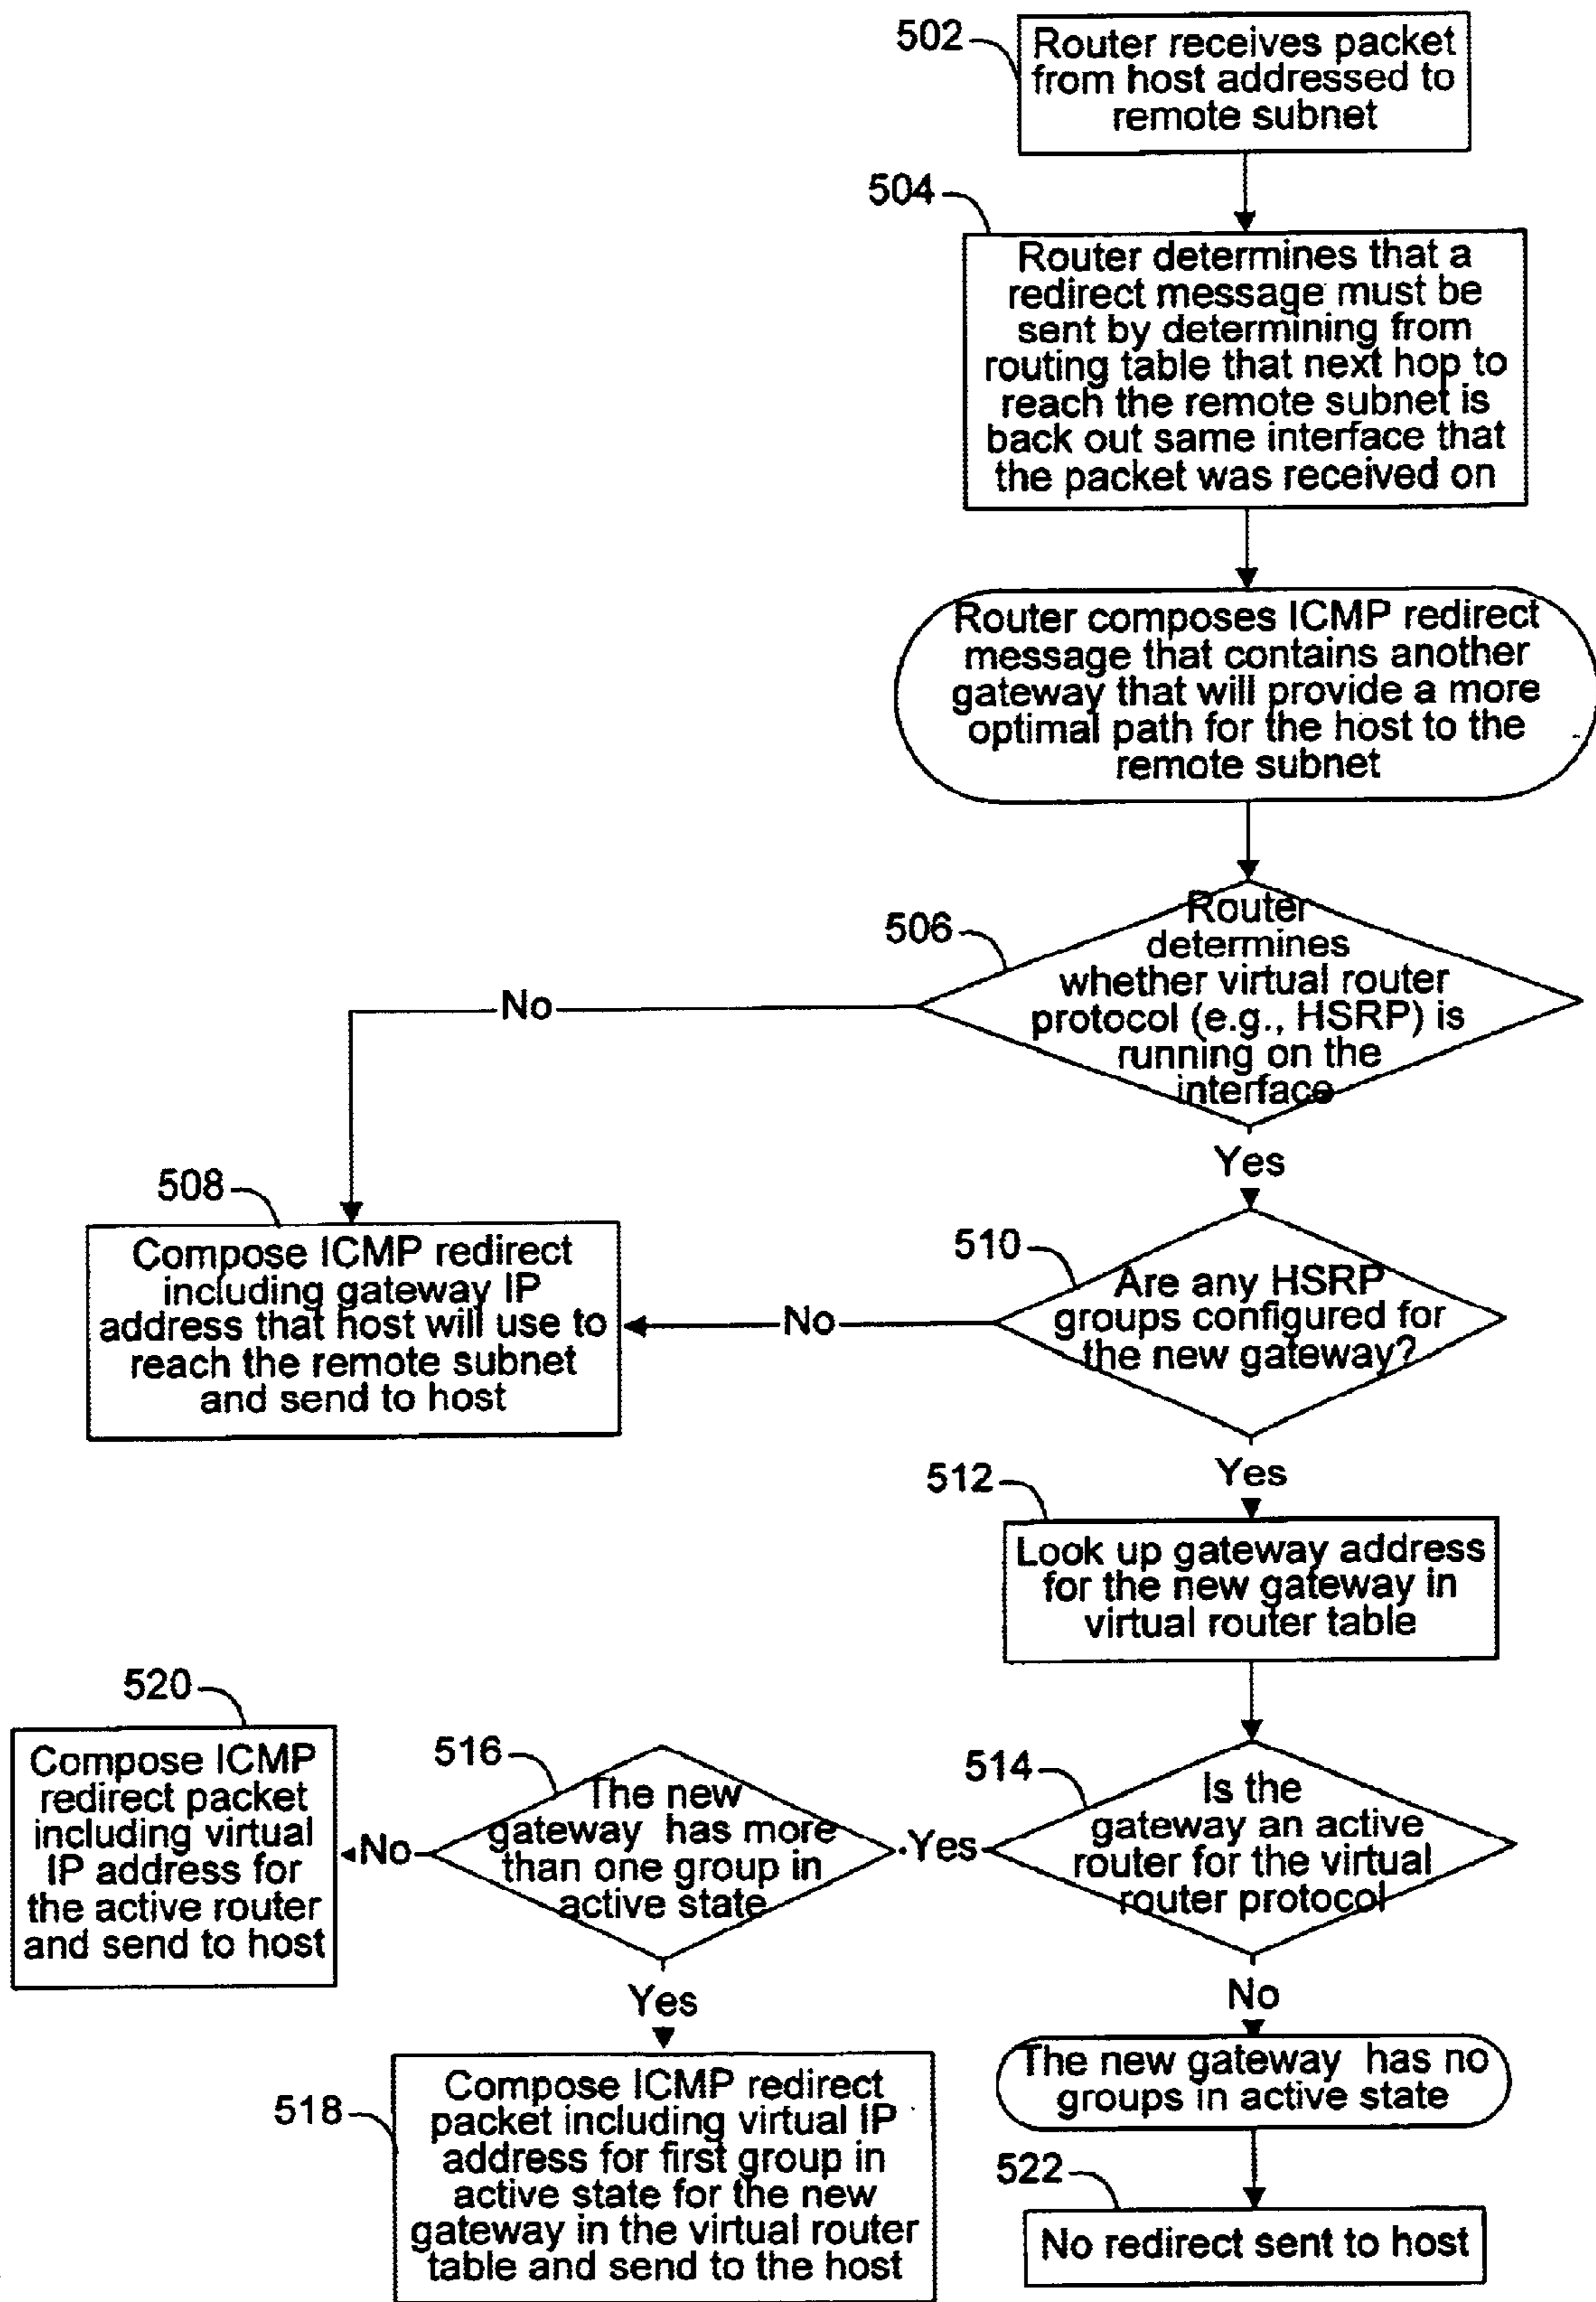 502
Router receives packet
from host addressed to
remote subnet
504
Router determines that a
redirect message must be
sent by determining from
routing table that next hop to
reach the remote subnet is
back out same interface that
the packet was received on
Router composes ICMP redirect
message that contains another
gateway that will provide a more
optimal path for the host to the
remote subnet
506
Router
determines
whether virtual router
protocol (e.g., HSRP) is
running on the
interface
No
Yes
508
Compose ICMP redirect
including gateway IP
address that host will use to
reach the remote subnet
and send to host
510
Are any HSRP
groups configured for
the new gateway?
No
Yes
512
Look up gateway address
for the new gateway in
virtual router table
514
Is the
gateway an active
router for the virtual
router protocol
Yes
No
516
The new
gateway has more
than one group in
active state
No
Yes
520
Compose ICMP
redirect packet
including virtual
IP address for
the active router
and send to host
518
Compose ICMP redirect
packet including virtual IP
address for first group in
active state for the new
gateway in the virtual router
table and send to the host
The new gateway has no
groups in active state
522
No redirect sent to host